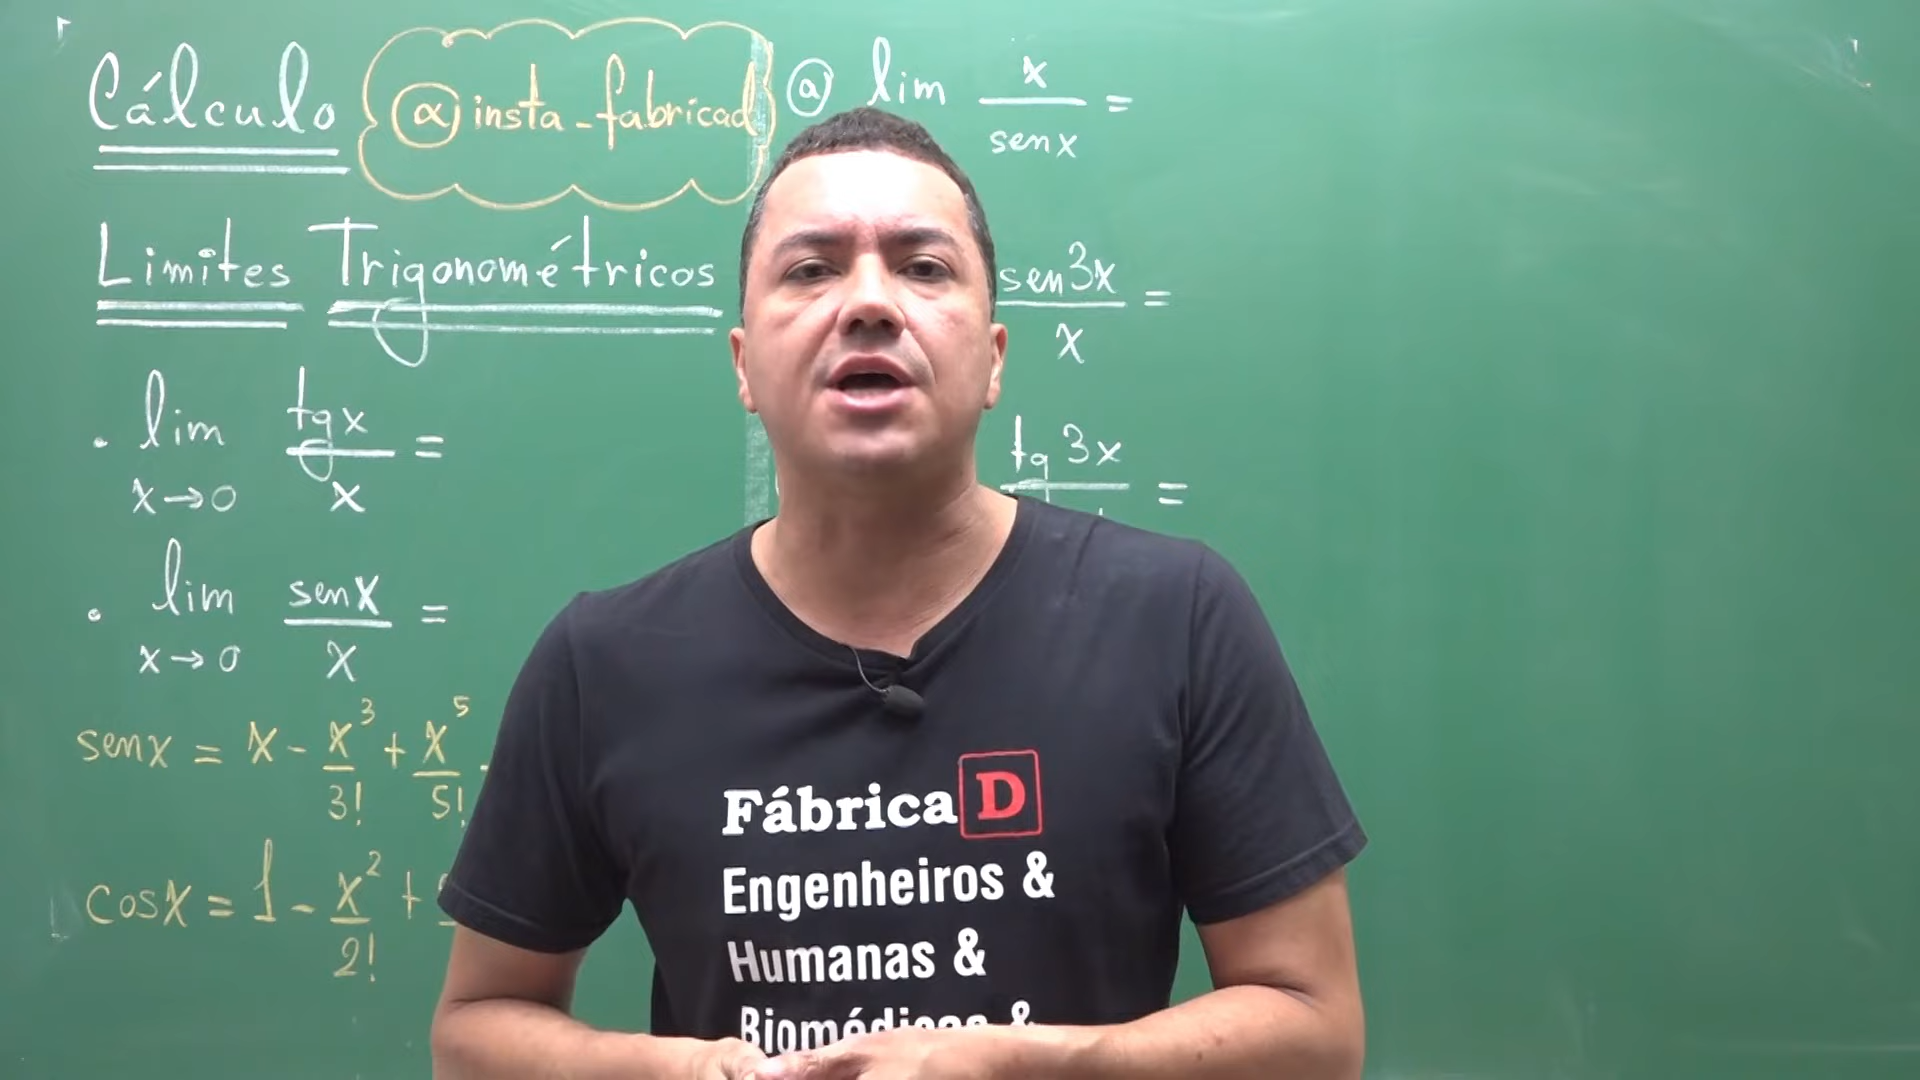 Cálculo
@insta_fabricad
Limites Trigonométricos
• lim tgx/x =
x→0
• lim senx/x =
x→0
senx = x - x³/3! + x⁵/5! -
cosx = 1 - x²/2! +
ⓐ lim x/senx =
sen3x/x =
tg3x
=
Fábrica D
Engenheiros &
Humanas &
Biomédicas &